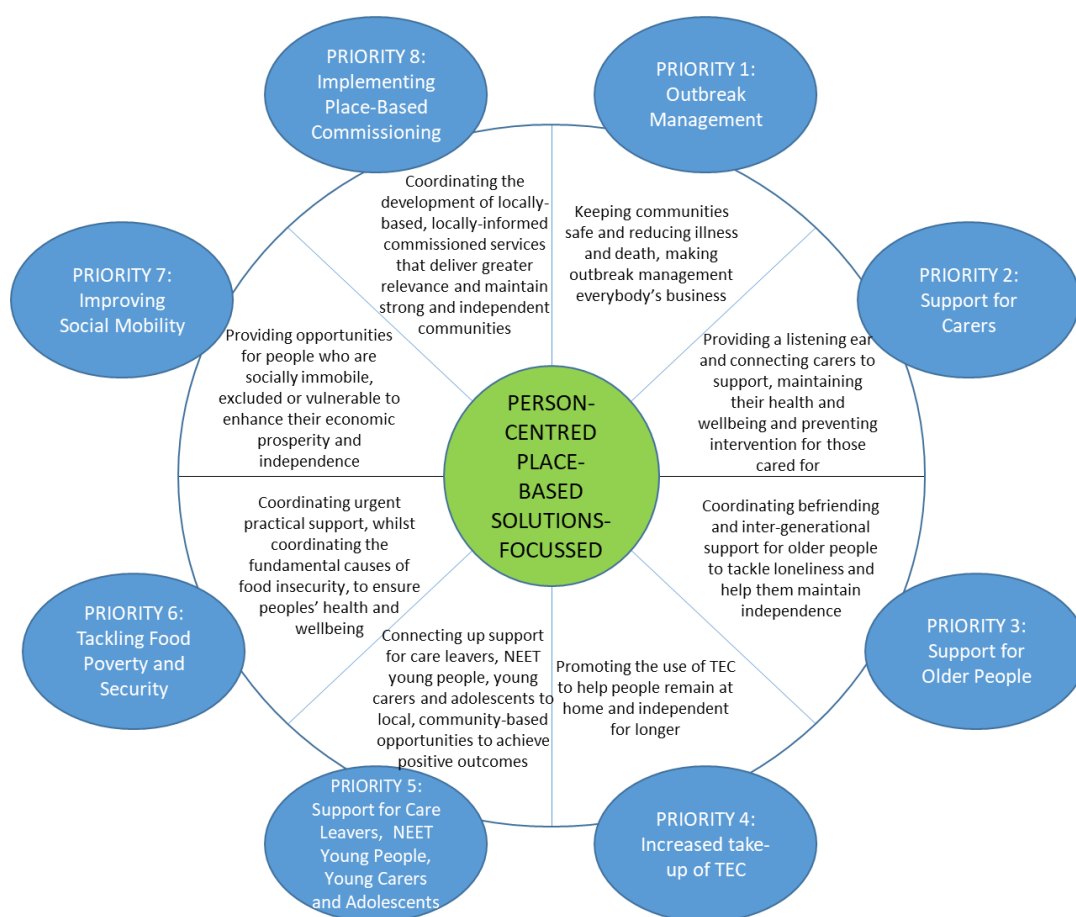 PRIORITY 8:
Implementing
Place-Based
Commissioning
PRIORITY 1:
Outbreak
Management
Coordinating the
development of locally-
based, locally-informed
commissioned services
that deliver greater
relevance and maintain
strong and independent
communities
Keeping communities
safe and reducing illness
and death, making
outbreak management
everybody's business
PRIORITY 7:
Improving
Social Mobility
PRIORITY 2:
Support for
Carers
Providing opportunities
for people who are
socially immobile,
excluded or vulnerable to
enhance their economic
prosperity and
independence
Providing a listening ear
and connecting carers to
support, maintaining
their health and
wellbeing and preventing
intervention for those
cared for
PERSON-
CENTRED
PLACE-
BASED
SOLUTIONS-
FOCUSSED
Coordinating urgent
practical support, whilst
coordinating the
fundamental causes of
food insecurity, to ensure
peoples' health and
wellbeing
Coordinating befriending
and inter-generational
support for older people
to tackle loneliness and
help them maintain
independence
PRIORITY 6:
Tackling Food
Poverty and
Security
PRIORITY 3:
Support for
Older People
Connecting up support
for care leavers, NEET
young people, young
carers and adolescents to
local, community-based
opportunities to achieve
positive outcomes
Promoting the use of TEC
to help people remain at
home and independent
for longer
PRIORITY 5:
Support for Care
Leavers, NEET
Young People,
Young Carers
and Adolescents
PRIORITY 4:
Increased take-
up of TEC